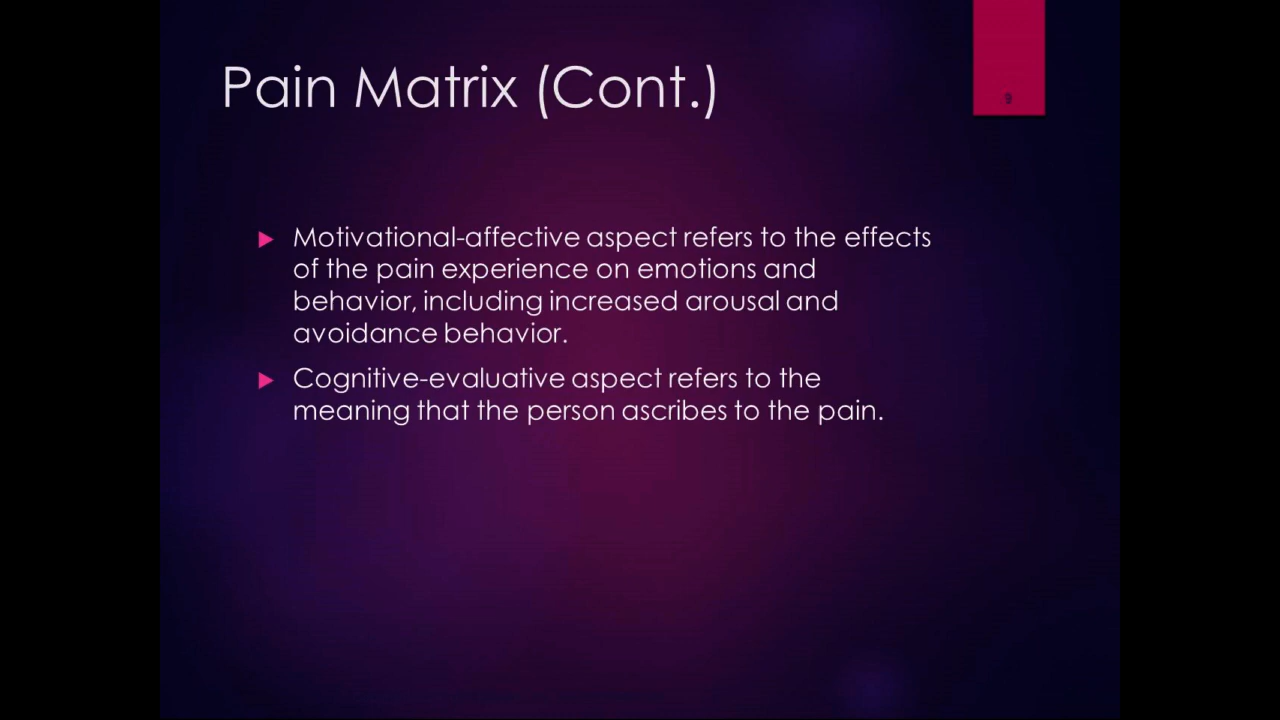 Pain Matrix (Cont.)
9
Motivational-affective aspect refers to the effects
of the pain experience on emotions and
behavior, including increased arousal and
avoidance behavior.
Cognitive-evaluative aspect refers to the
meaning that the person ascribes to the pain.